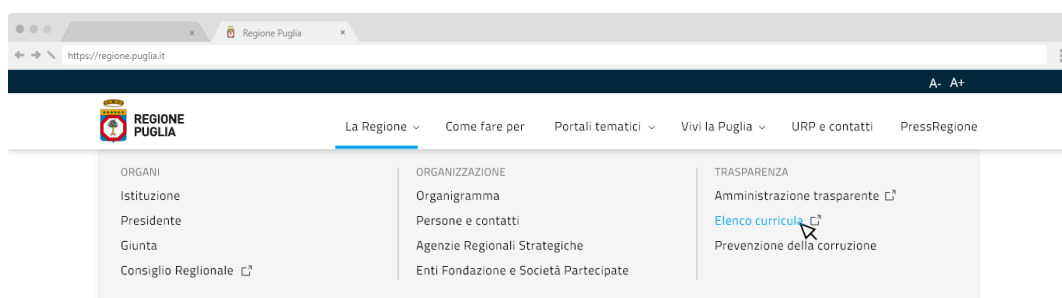 Regione Puglia
https://regione.puglia.it
A- A+
REGIONE
PUGLIA
La Regione Come fare per Portali tematici Vivi la Puglia URP e contatti PressRegione
ORGANI
Istituzione
Presidente
Giunta
Consiglio Reglionale
ORGANIZZAZIONE
Organigramma
Persone e contatti
Agenzie Regionali Strategiche
Enti Fondazione e Società Partecipate
TRASPARENZA
Amministrazione trasparente
Elenco curricula
Prevenzione della corruzione